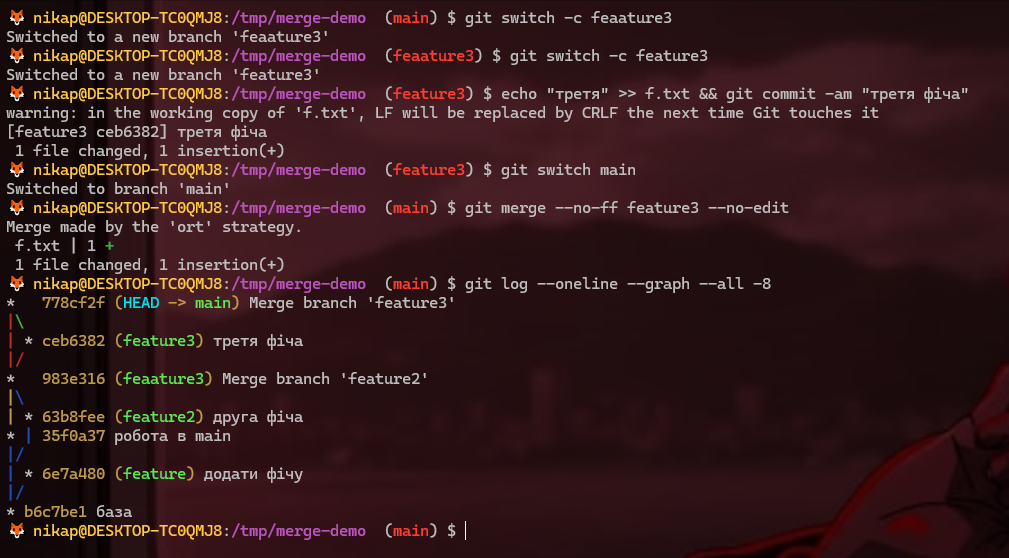 🦊 nikap@DESKTOP-TC0QMJ8:/tmp/merge-demo  (main) $ git switch -c feaature3
Switched to a new branch 'feaature3'
🦊 nikap@DESKTOP-TC0QMJ8:/tmp/merge-demo  (feaature3) $ git switch -c feature3
Switched to a new branch 'feature3'
🦊 nikap@DESKTOP-TC0QMJ8:/tmp/merge-demo  (feature3) $ echo "третя" >> f.txt && git commit -am "третя фіча"
warning: in the working copy of 'f.txt', LF will be replaced by CRLF the next time Git touches it
[feature3 ceb6382] третя фіча
 1 file changed, 1 insertion(+)
🦊 nikap@DESKTOP-TC0QMJ8:/tmp/merge-demo  (feature3) $ git switch main
Switched to branch 'main'
🦊 nikap@DESKTOP-TC0QMJ8:/tmp/merge-demo  (main) $ git merge --no-ff feature3 --no-edit
Merge made by the 'ort' strategy.
 f.txt | 1 +
 1 file changed, 1 insertion(+)
🦊 nikap@DESKTOP-TC0QMJ8:/tmp/merge-demo  (main) $ git log --oneline --graph --all -8
*   778cf2f (HEAD -> main) Merge branch 'feature3'
|\
| * ceb6382 (feature3) третя фіча
|/
*   983e316 (feaature3) Merge branch 'feature2'
|\
| * 63b8fee (feature2) друга фіча
* | 35f0a37 робота в main
|/
| * 6e7a480 (feature) додати фічу
|/
* b6c7be1 база
🦊 nikap@DESKTOP-TC0QMJ8:/tmp/merge-demo  (main) $